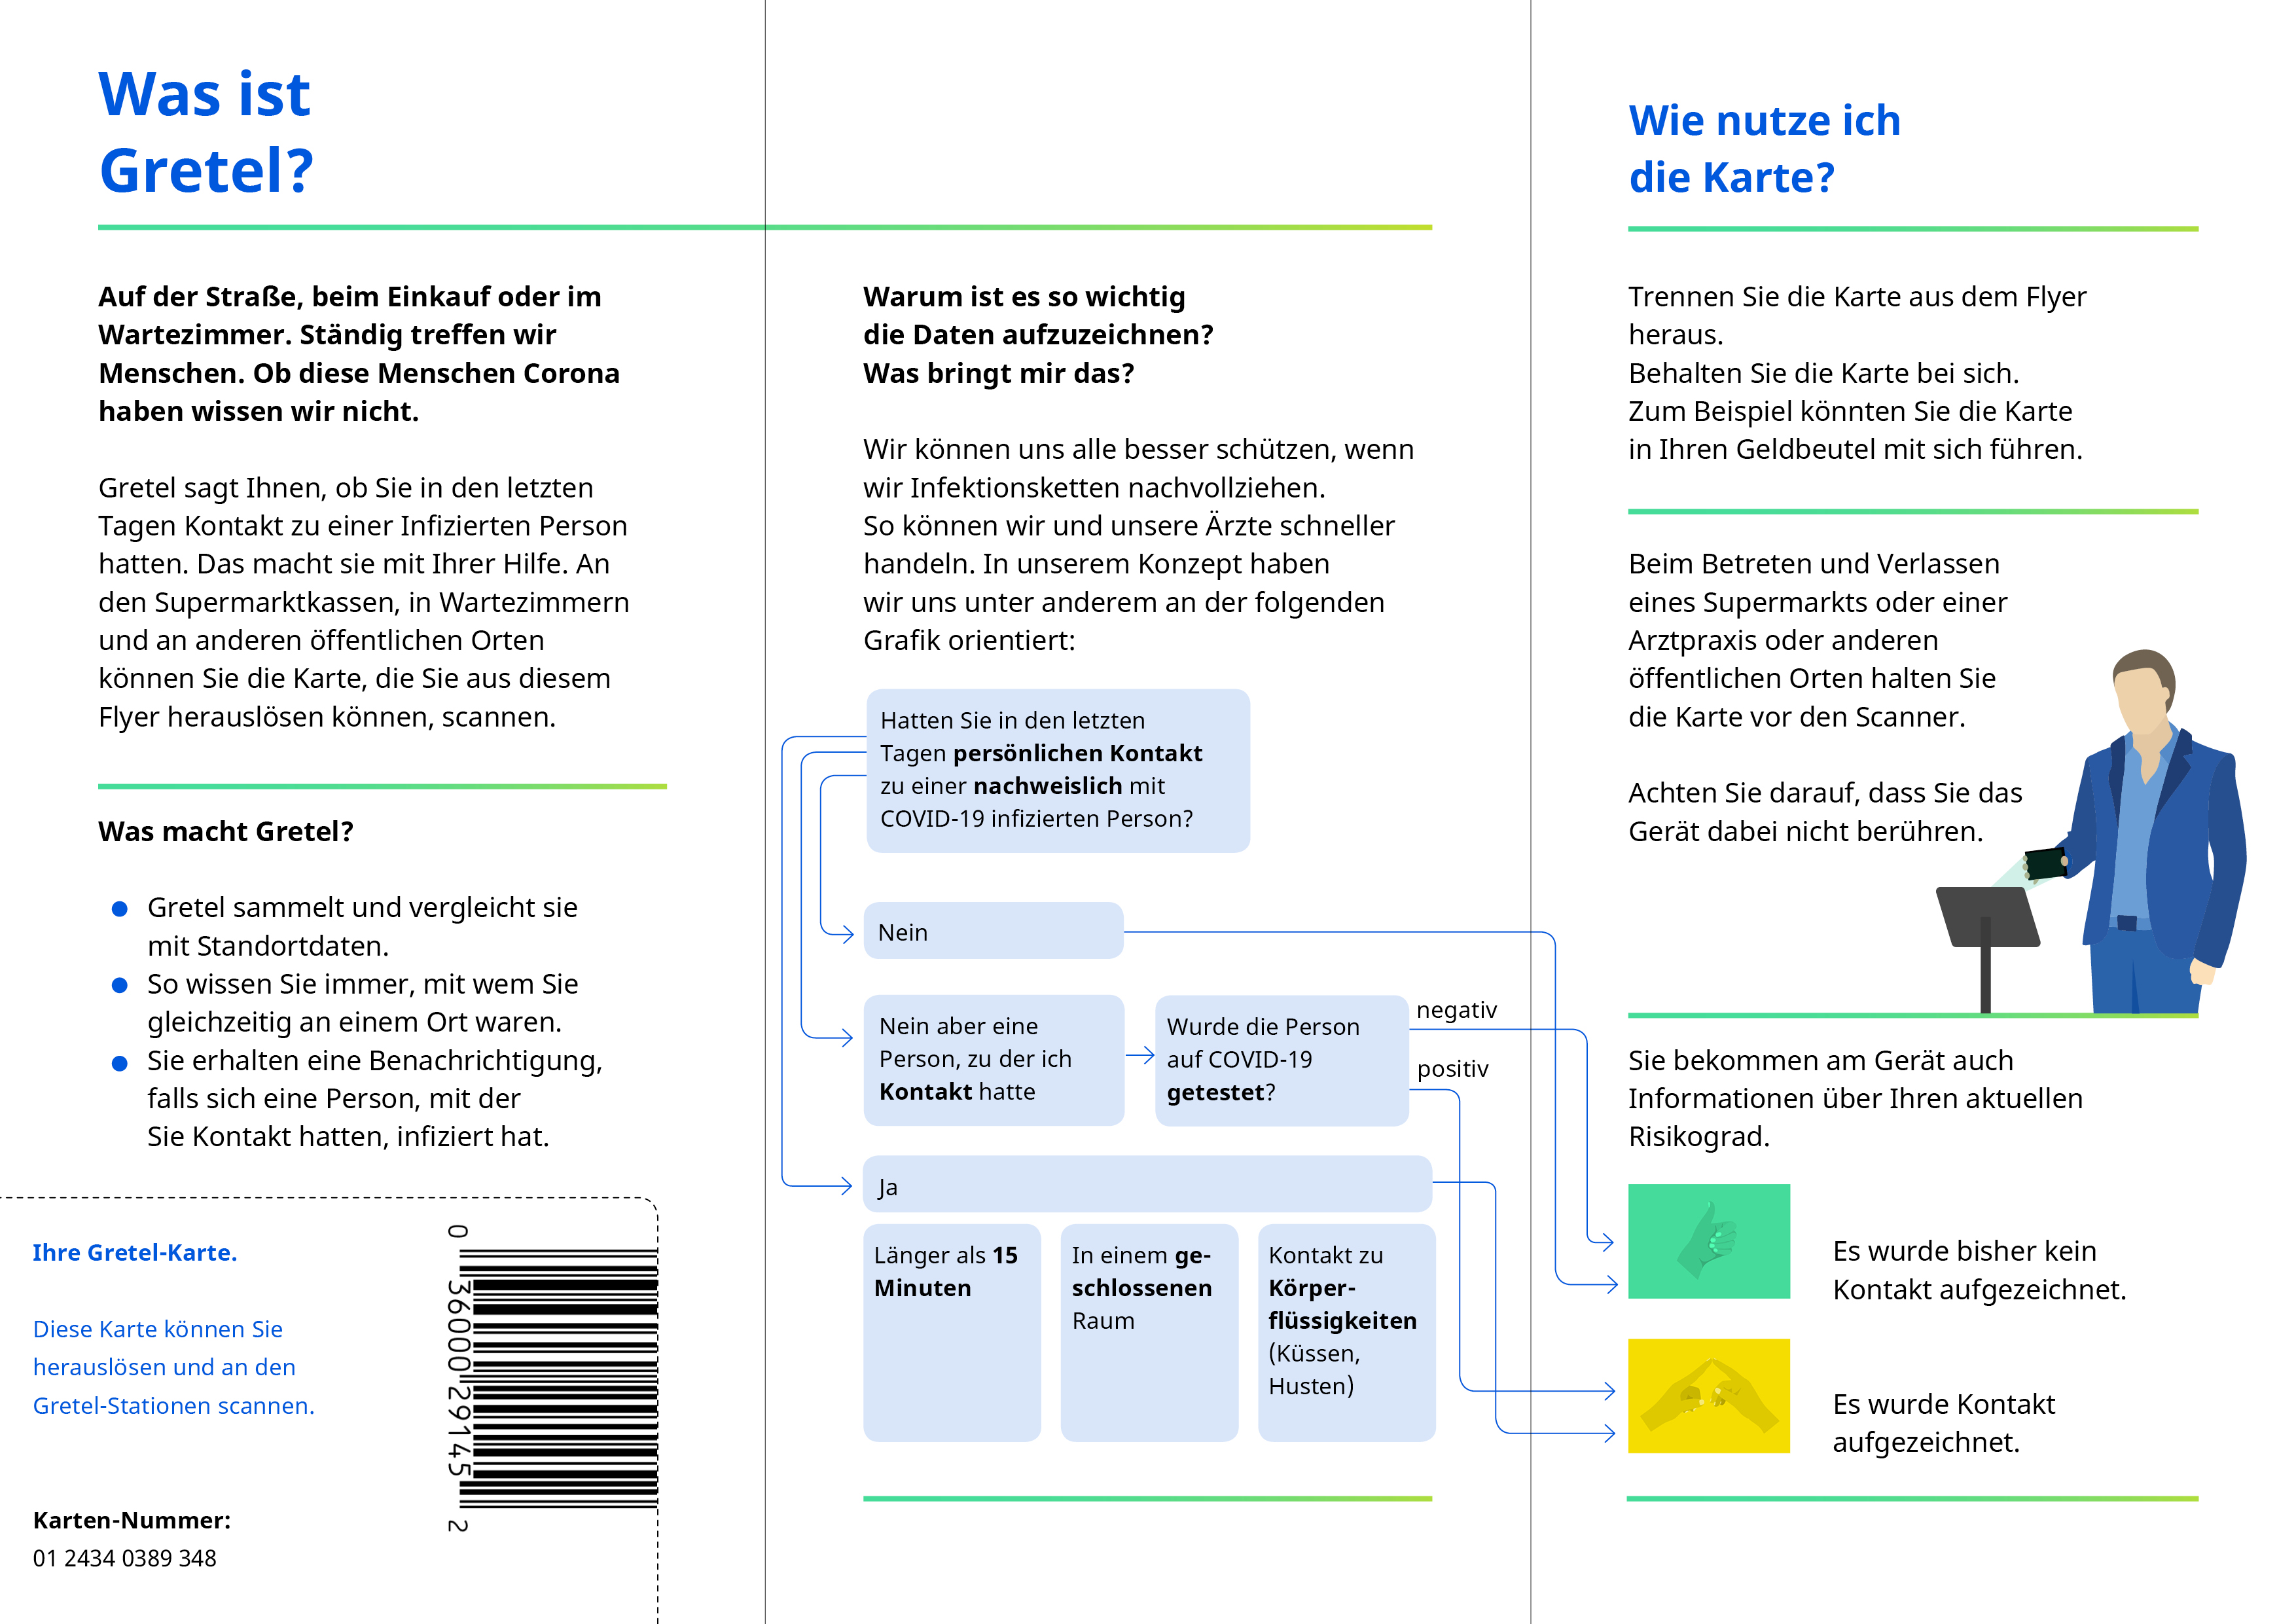 Was ist
Gretel?
Auf der Straße, beim Einkauf oder im
Wartezimmer. Ständig treffen wir
Menschen. Ob diese Menschen Corona
haben wissen wir nicht.
Gretel sagt Ihnen, ob Sie in den letzten
Tagen Kontakt zu einer Infizierten Person
hatten. Das macht sie mit Ihrer Hilfe. An
den Supermarktkassen, in Wartezimmern
und an anderen öffentlichen Orten
können Sie die Karte, die Sie aus diesem
Flyer herauslösen können, scannen.
Was macht Gretel?
Gretel sammelt und vergleicht sie
mit Standortdaten.
So wissen Sie immer, mit wem Sie
gleichzeitig an einem Ort waren.
Sie erhalten eine Benachrichtigung,
falls sich eine Person, mit der
Sie Kontakt hatten, infiziert hat.
Ihre Gretel-Karte.
Diese Karte können Sie
herauslösen und an den
Gretel-Stationen scannen.
Karten-Nummer:
01 2434 0389 348
0 36000 29145 2
Warum ist es so wichtig
die Daten aufzuzeichnen?
Was bringt mir das?
Wir können uns alle besser schützen, wenn
wir Infektionsketten nachvollziehen.
So können wir und unsere Ärzte schneller
handeln. In unserem Konzept haben
wir uns unter anderem an der folgenden
Grafik orientiert:
Hatten Sie in den letzten
Tagen persönlichen Kontakt
zu einer nachweislich mit
COVID-19 infizierten Person?
Nein
Nein aber eine
Person, zu der ich
Kontakt hatte
Wurde die Person
auf COVID-19
getestet?
negativ
positiv
Ja
Länger als 15
Minuten
In einem ge-
schlossenen
Raum
Kontakt zu
Körper-
flüssigkeiten
(Küssen,
Husten)
Wie nutze ich
die Karte?
Trennen Sie die Karte aus dem Flyer
heraus.
Behalten Sie die Karte bei sich.
Zum Beispiel könnten Sie die Karte
in Ihren Geldbeutel mit sich führen.
Beim Betreten und Verlassen
eines Supermarkts oder einer
Arztpraxis oder anderen
öffentlichen Orten halten Sie
die Karte vor den Scanner.
Achten Sie darauf, dass Sie das
Gerät dabei nicht berühren.
Sie bekommen am Gerät auch
Informationen über Ihren aktuellen
Risikograd.
Es wurde bisher kein
Kontakt aufgezeichnet.
Es wurde Kontakt
aufgezeichnet.